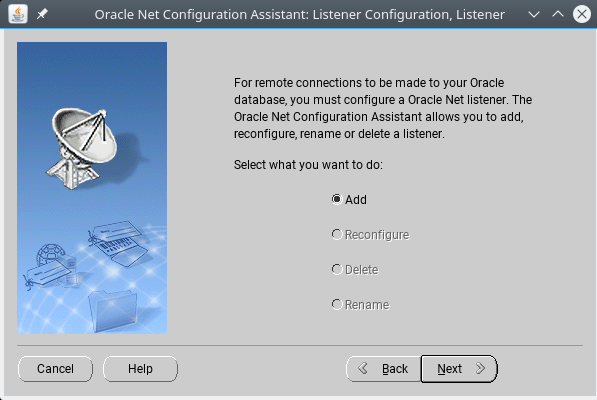 Oracle Net Configuration Assistant: Listener Configuration, Listener
For remote connections to be made to your Oracle
database, you must configure a Oracle Net listener. The
Oracle Net Configuration Assistant allows you to add,
reconfigure, rename or delete a listener.
Select what you want to do:
Add
Reconfigure
Delete
Rename
Cancel
Help
Back
Next